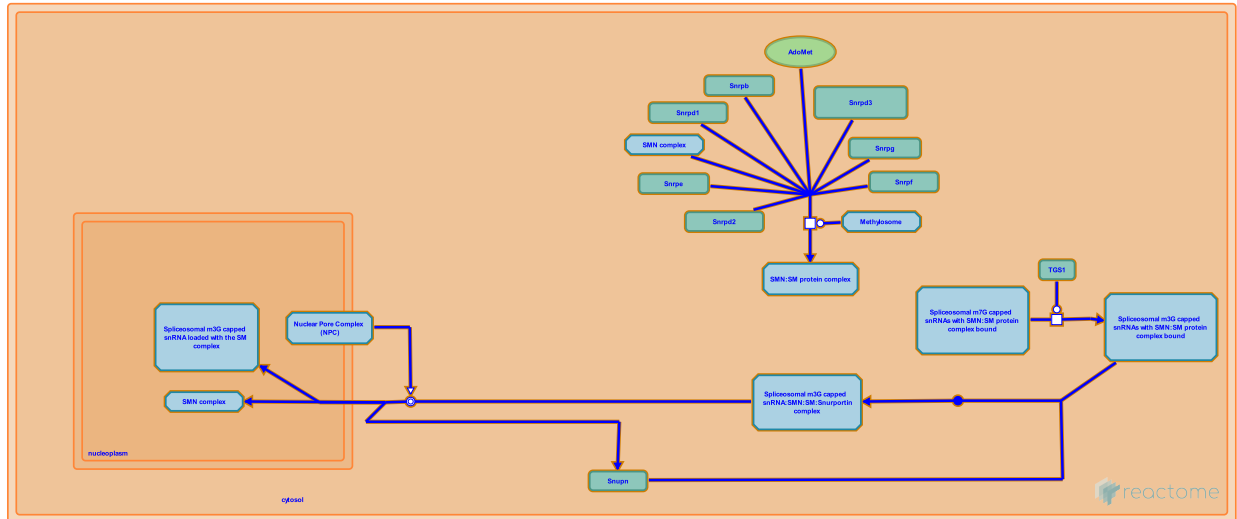 AdoMet
Snrpb
Snrpd3
Snrpd1
SMN complex
Snrpg
Snrpe
Snrpf
Snrpd2
Methylosome
SMN:SM protein complex
TGS1
Spliceosomal m7G capped
snRNAs with SMN:SM protein
complex bound
Spliceosomal m3G capped
snRNAs with SMN:SM protein
complex bound
Spliceosomal m3G capped
snRNA loaded with the SM
complex
Nuclear Pore Complex
(NPC)
SMN complex
Spliceosomal m3G capped
snRNA:SMN:SM:Snurportin
complex
nucleoplasm
Snupn
cytosol
reactome